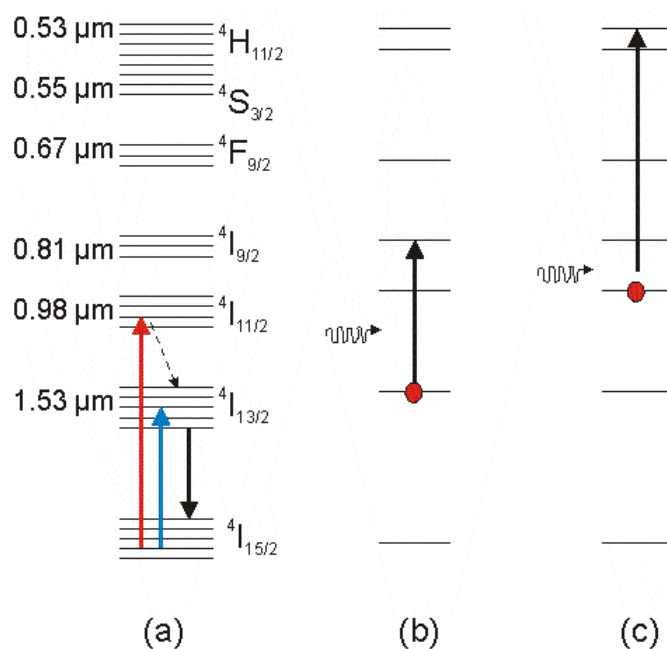 0.53 µm ⁴H₁₁/₂
0.55 µm ⁴S₃/₂
0.67 µm ⁴F₉/₂
0.81 µm ⁴I₉/₂
0.98 µm ⁴I₁₁/₂
1.53 µm ⁴I₁₃/₂
⁴I₁₅/₂
(a) (b) (c)